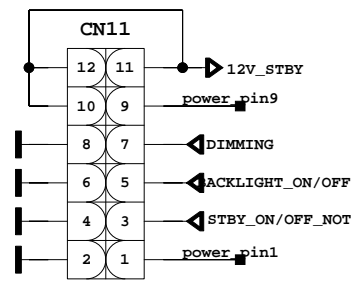 CN11
12 11 12V_STBY
10 9 power_pin9
8 7 DIMMING
6 5 BACKLIGHT_ON/OFF
4 3 STBY_ON/OFF_NOT
2 1 power_pin1